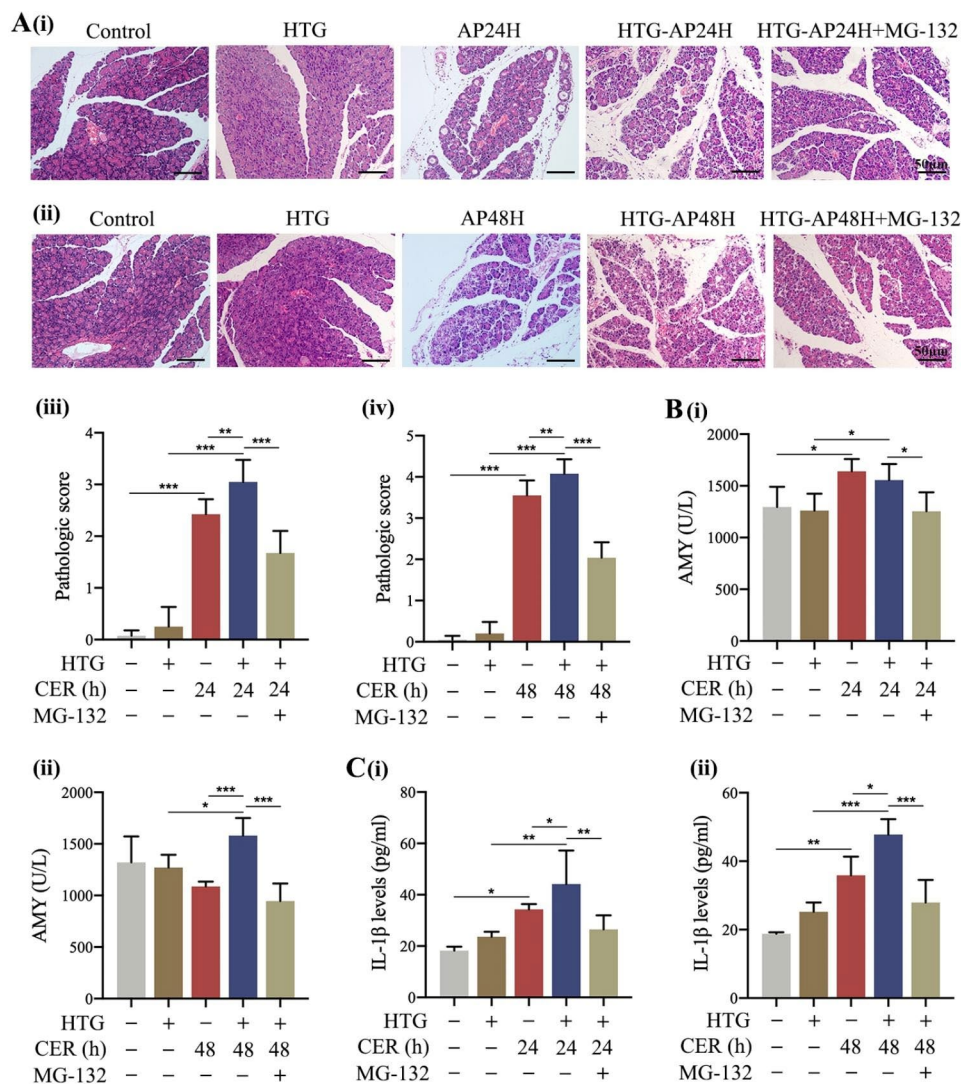 A(i)
Control HTG AP24H HTG-AP24H HTG-AP24H+MG-132
50μm
(ii)
Control HTG AP48H HTG-AP48H HTG-AP48H+MG-132
50μm
(iii)
Pathologic score
4
3
2
1
0
*** *** ** ***
HTG − + − + +
CER (h) − − 24 24 24
MG-132 − − − − +
(iv)
Pathologic score
5
4
3
2
1
0
*** *** ** ***
HTG − + − + +
CER (h) − − 48 48 48
MG-132 − − − − +
B(i)
AMY (U/L)
2000
1500
1000
500
0
* * *
HTG − + − + +
CER (h) − − 24 24 24
MG-132 − − − − +
(ii)
AMY (U/L)
2000
1500
1000
500
0
* *** ***
HTG − + − + +
CER (h) − − 48 48 48
MG-132 − − − − +
C(i)
IL-1β levels (pg/ml)
80
60
40
20
0
* ** * **
HTG − + − + +
CER (h) − − 24 24 24
MG-132 − − − − +
(ii)
IL-1β levels (pg/ml)
60
40
20
0
** *** * ***
HTG − + − + +
CER (h) − − 48 48 48
MG-132 − − − − +